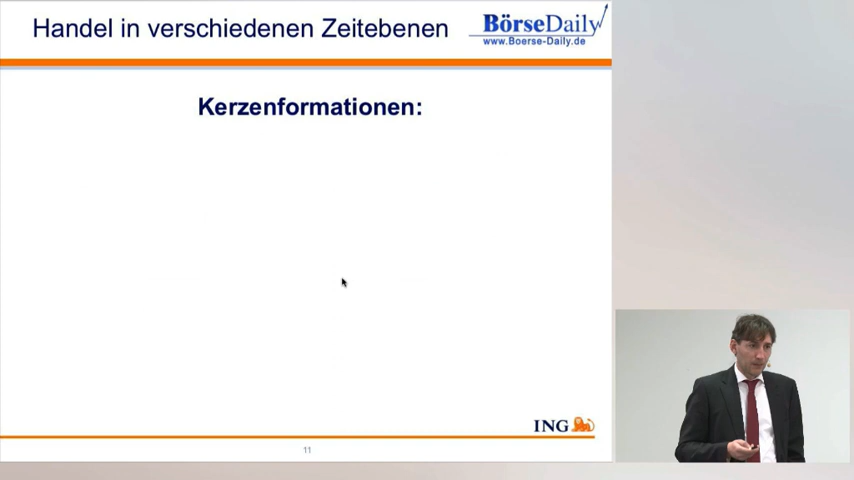 Handel in verschiedenen Zeitebenen
BörseDaily
www.Boerse-Daily.de
Kerzenformationen:
ING
11